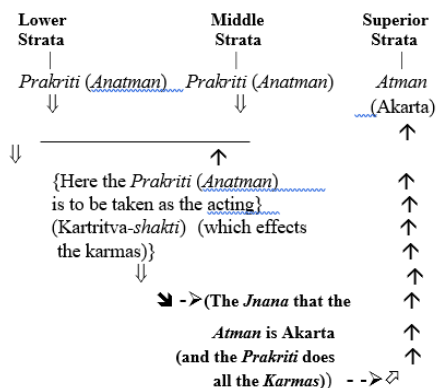 Lower Middle Superior
Strata Strata Strata
| | |
Prakriti (Anatman) Prakriti (Anatman) Atman
⇓ ⇓ (Akarta)
↑
⇓ ↑
{Here the Prakriti (Anatman) ↑
is to be taken as the acting} ↑
(Kartritva-shakti) (which effects ↑
the karmas)} ↑
⇓ ↑
➘ - ➢(The Jnana that the ↑
Atman is Akarta ↑
(and the Prakriti does ↑
all the Karmas)) - - ➢⬀